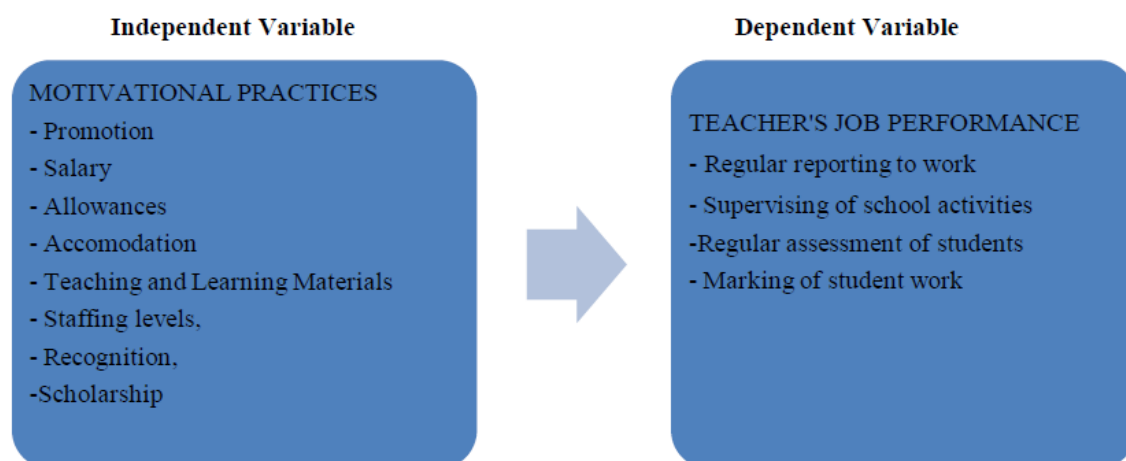 Independent Variable
MOTIVATIONAL PRACTICES
- Promotion
- Salary
- Allowances
- Accomodation
- Teaching and Learning Materials
- Staffing levels,
- Recognition,
-Scholarship
Dependent Variable
TEACHER'S JOB PERFORMANCE
- Regular reporting to work
- Supervising of school activities
-Regular assessment of students
- Marking of student work